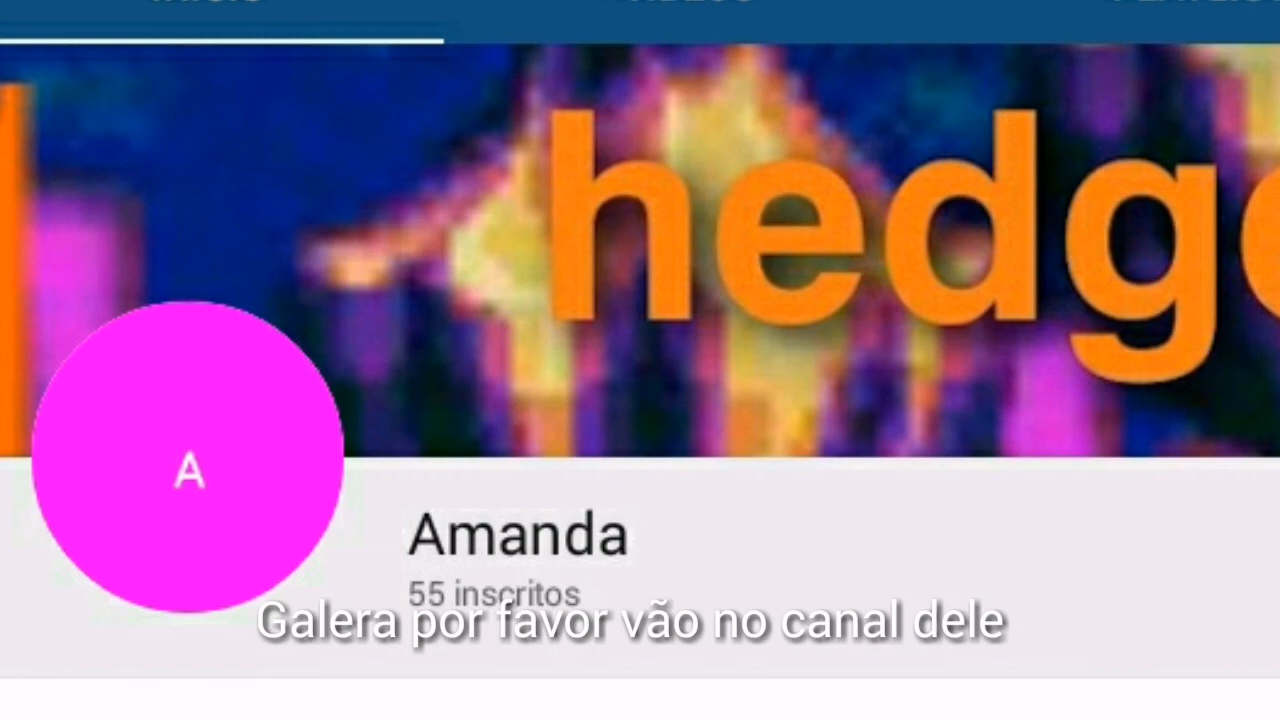 hedg
A
Amanda
55 inscritos
Galera por favor vão no canal dele